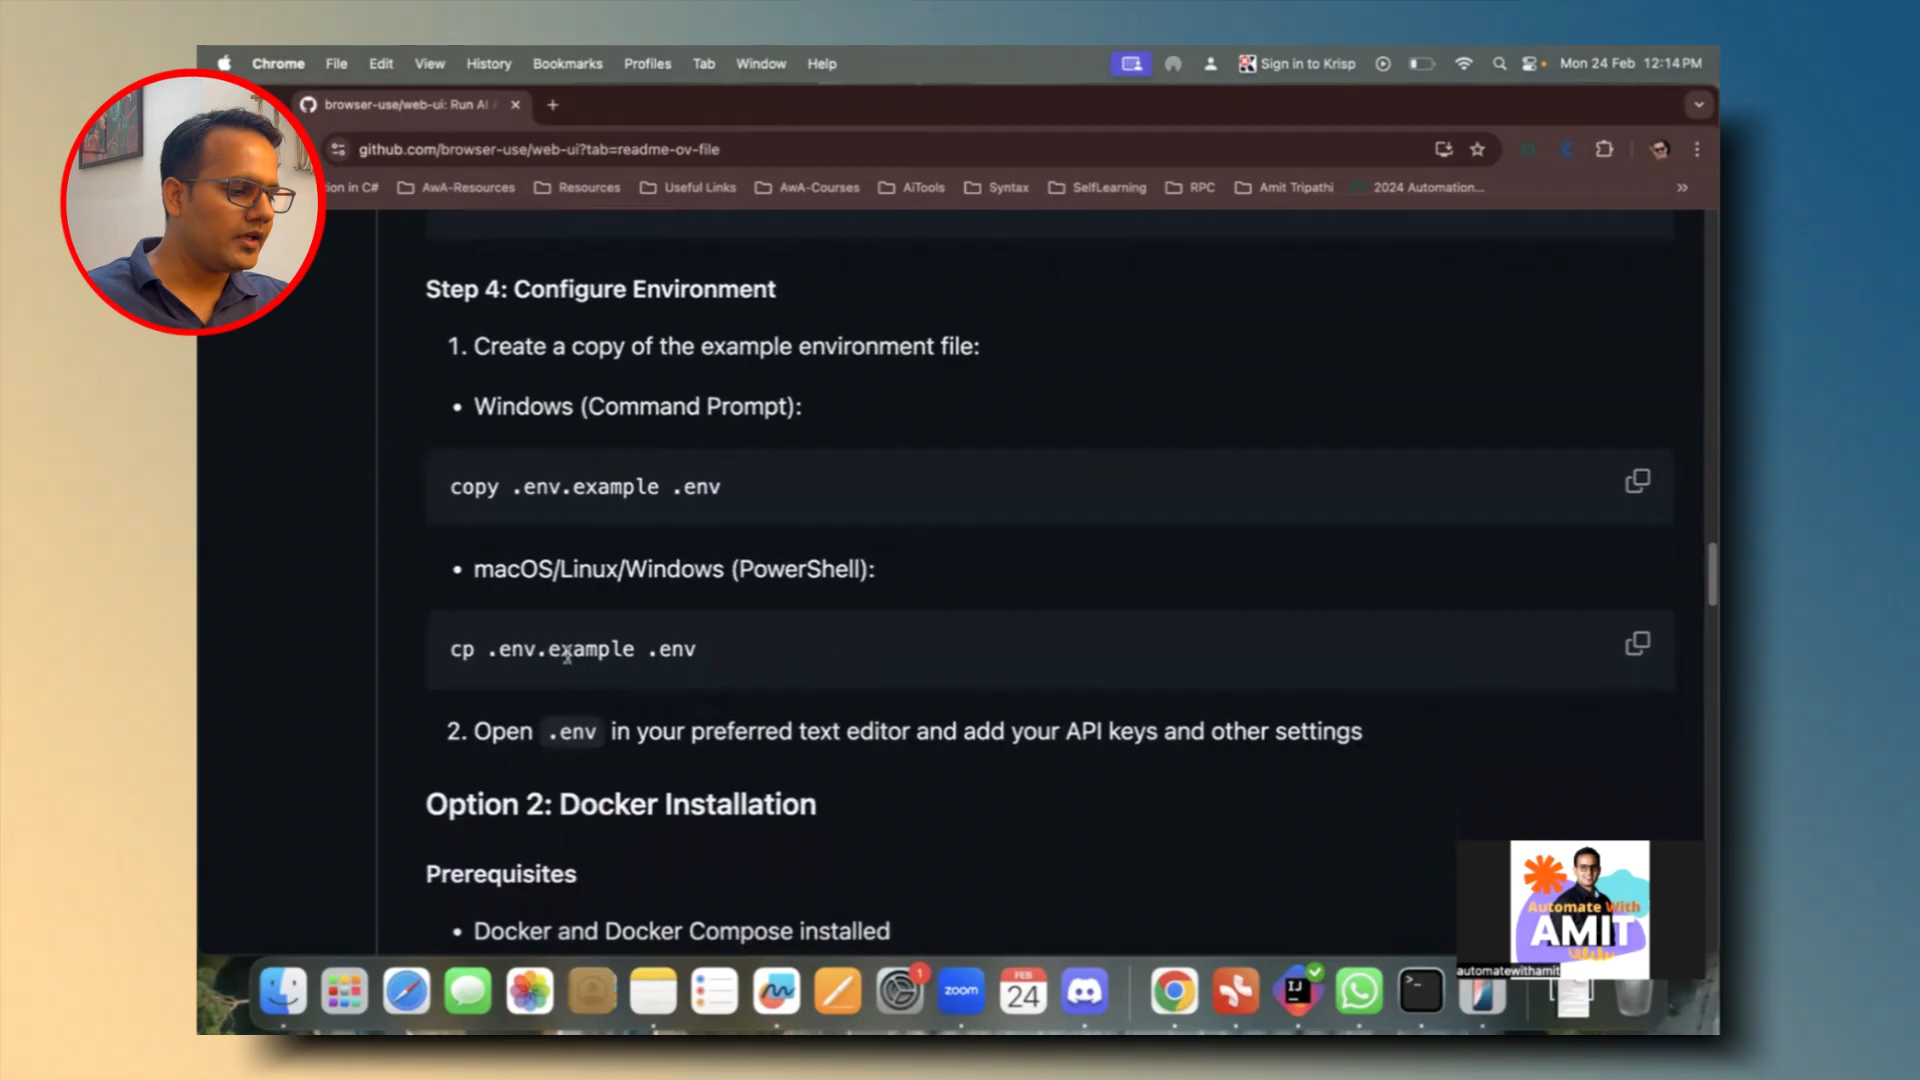 Chrome File Edit View History Bookmarks Profiles Tab Window Help Sign in to Krisp Mon 24 Feb 12:14PM
browser-use/web-ui: Run AI
github.com/browser-use/web-ui?tab=readme-ov-file
tion in C# AwA-Resources Resources Useful Links AwA-Courses AiTools Syntax SelfLearning RPC Amit Tripathi 2024 Automation... »
Step 4: Configure Environment
1. Create a copy of the example environment file:
• Windows (Command Prompt):
copy .env.example .env
• macOS/Linux/Windows (PowerShell):
cp .env.example .env
2. Open .env in your preferred text editor and add your API keys and other settings
Option 2: Docker Installation
Prerequisites
• Docker and Docker Compose installed
Automate With
AMIT
automatewithamit
1
zoom
FEB
24
IJ